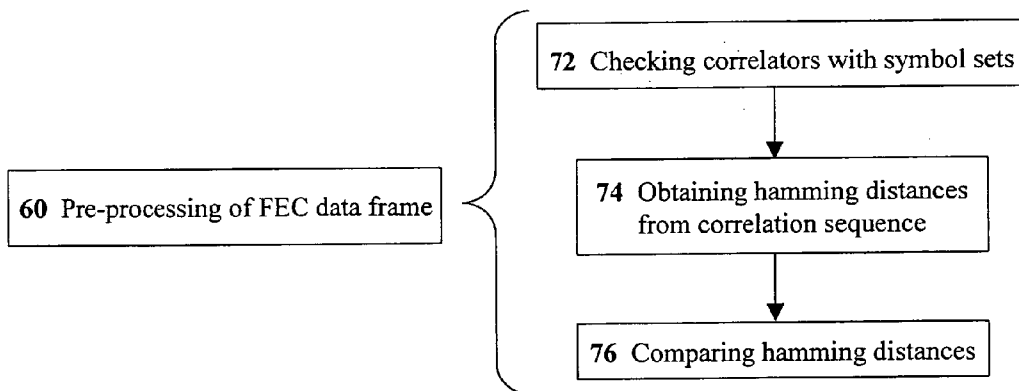 72 Checking correlators with symbol sets
60 Pre-processing of FEC data frame
74 Obtaining hamming distances
from correlation sequence
76 Comparing hamming distances